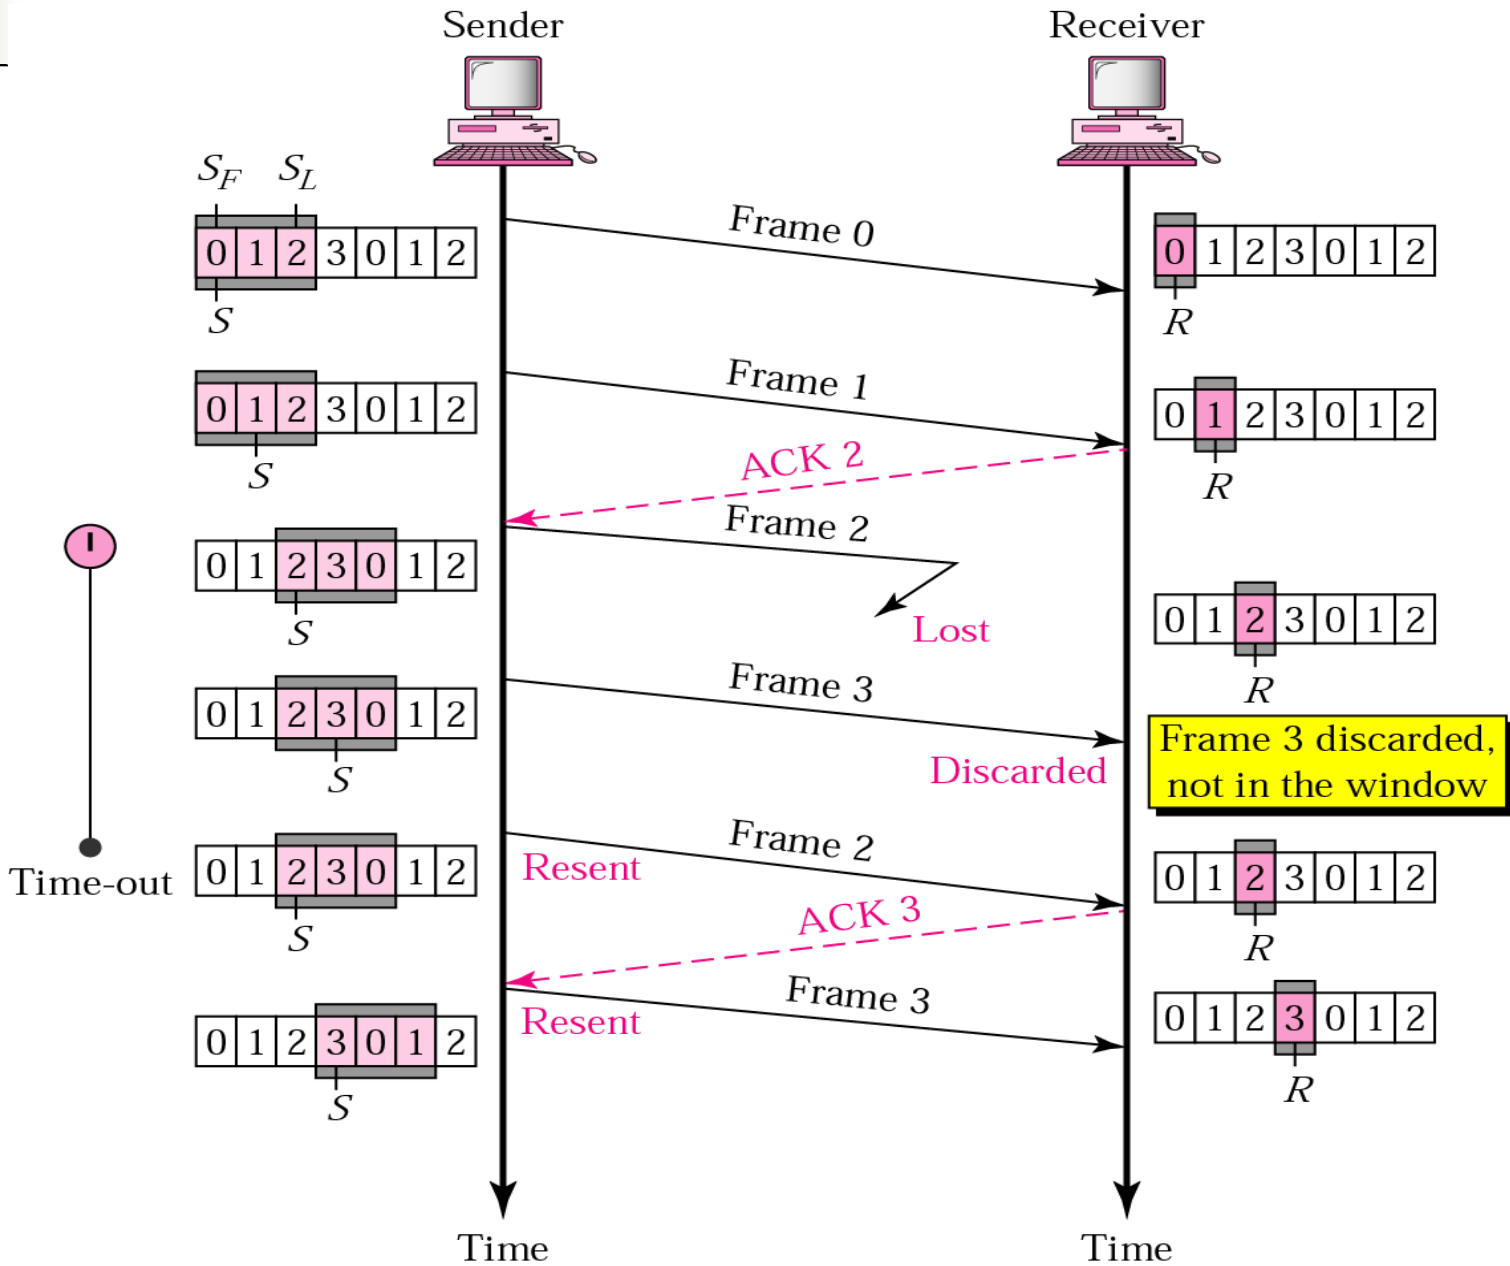 Sender
Receiver
S_F S_L
Frame 0
0 1 2 3 0 1 2
0 1 2 3 0 1 2
S
R
Frame 1
0 1 2 3 0 1 2
0 1 2 3 0 1 2
S
R
ACK 2
Frame 2
0 1 2 3 0 1 2
S
Lost
0 1 2 3 0 1 2
R
Frame 3
0 1 2 3 0 1 2
S
Discarded
Frame 3 discarded,
not in the window
Frame 2
Time-out
0 1 2 3 0 1 2
S
Resent
0 1 2 3 0 1 2
R
ACK 3
Frame 3
0 1 2 3 0 1 2
S
Resent
0 1 2 3 0 1 2
R
Time
Time